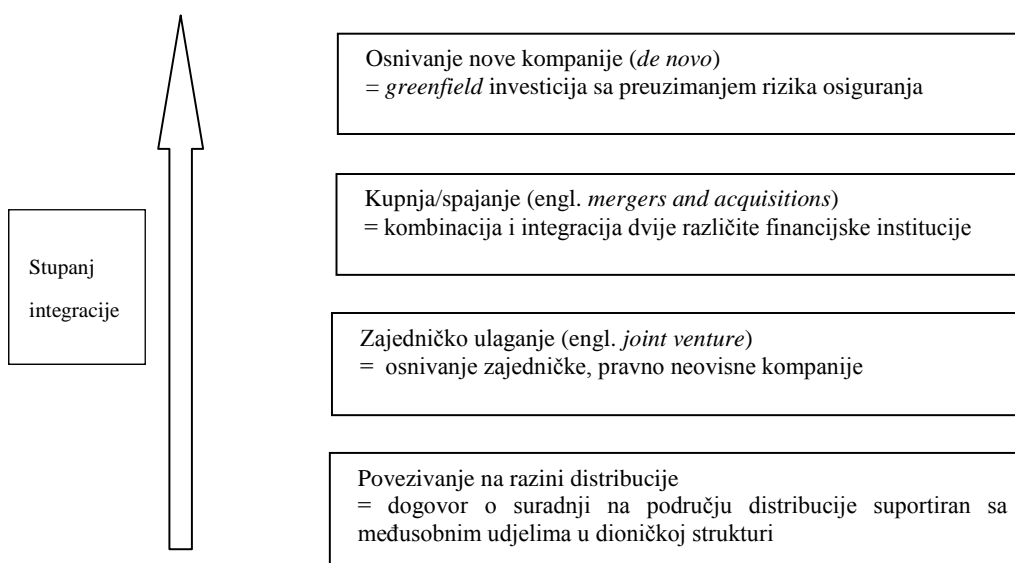 Osnivanje nove kompanije (de novo)
= greenfield investicija sa preuzimanjem rizika osiguranja
Kupnja/spajanje (engl. mergers and acquisitions)
= kombinacija i integracija dvije različite financijske institucije
Stupanj
integracije
Zajedničko ulaganje (engl. joint venture)
= osnivanje zajedničke, pravno neovisne kompanije
Povezivanje na razini distribucije
= dogovor o suradnji na području distribucije suportiran sa
međusobnim udjelima u dioničkoj strukturi